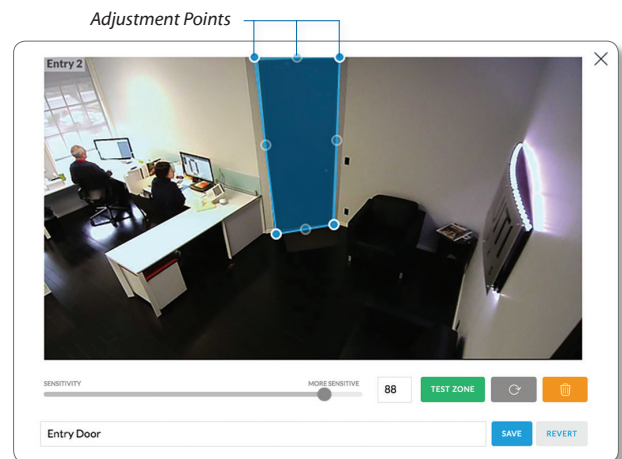 Adjustment Points
Entry 2
SENSITIVITY
MORE SENSITIVE
88
TEST ZONE
Entry Door
SAVE
REVERT